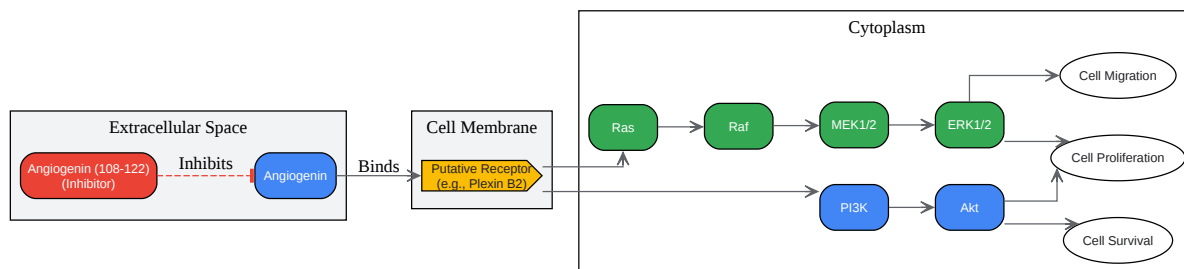 Cytoplasm
Cell Migration
Extracellular Space
Cell Membrane
Ras
Raf
MEK1/2
ERK1/2
Angiogenin (108-122)
(Inhibitor)
Inhibits
Angiogenin
Binds
Putative Receptor
(e.g., Plexin B2)
Cell Proliferation
PI3K
Akt
Cell Survival